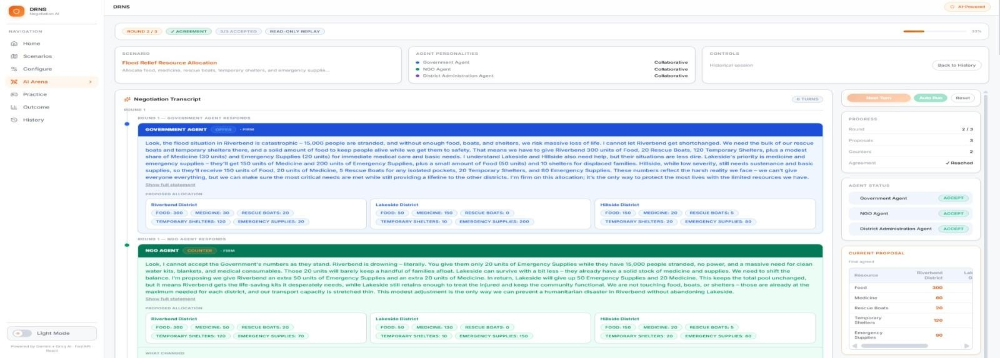 DRNS
Negotiation AI
NAVIGATION
Home
Scenarios
Configure
AI Arena
Practice
Outcome
History
Light Mode
Powered by Gemini + Groq AI · FastAPI · React
DRNS
AI-Powered
ROUND 2 / 3
✓ AGREEMENT
3/3 ACCEPTED
READ-ONLY REPLAY
33%
SCENARIO
Flood Relief Resource Allocation
Allocate food, medicine, rescue boats, temporary shelters, and emergency supplie...
AGENT PERSONALITIES
Government Agent Collaborative
NGO Agent Collaborative
District Administration Agent Collaborative
CONTROLS
Historical session
Back to History
Negotiation Transcript
6 TURNS
ROUND 1
ROUND 1 — GOVERNMENT AGENT RESPONDS
GOVERNMENT AGENT OFFER · FIRM
Look, the flood situation in Riverbend is catastrophic – 15,000 people are stranded, and without enough food, boats, and shelters, we risk massive loss of life. I cannot let Riverbend get shortchanged. We need the bulk of our rescue
boats and temporary shelters there, and a solid amount of food to keep people alive while we get them to safety. That means we have to give Riverbend 300 units of Food, 20 Rescue Boats, 120 Temporary Shelters, plus a modest
share of Medicine (30 units) and Emergency Supplies (20 units) for immediate medical care and basic needs. I understand Lakeside and Hillside also need help, but their situations are less dire. Lakeside's priority is medicine and
emergency supplies – they'll get 150 units of Medicine and 200 units of Emergency Supplies, plus a small amount of Food (50 units) and 10 shelters for displaced families. Hillside, while low severity, still needs sustenance and basic
supplies, so they'll receive 150 units of Food, 20 units of Medicine, 5 Rescue Boats for any isolated pockets, 20 Temporary Shelters, and 80 Emergency Supplies. These numbers reflect the harsh reality we face – we can't give
everyone everything, but we can make sure the most critical needs are met while still providing a lifeline to the other districts. I'm firm on this allocation; it's the only way to protect the most lives with the limited resources we have.
Show full statement
PROPOSED ALLOCATION
Riverbend District
FOOD: 300 MEDICINE: 30 RESCUE BOATS: 20
TEMPORARY SHELTERS: 120 EMERGENCY SUPPLIES: 20
Lakeside District
FOOD: 50 MEDICINE: 150 RESCUE BOATS: 0
TEMPORARY SHELTERS: 10 EMERGENCY SUPPLIES: 200
Hillside District
FOOD: 150 MEDICINE: 20 RESCUE BOATS: 5
TEMPORARY SHELTERS: 20 EMERGENCY SUPPLIES: 80
ROUND 1 — NGO AGENT RESPONDS
NGO AGENT COUNTER · FIRM
Look, I cannot accept the Government's numbers as they stand. Riverbend is drowning – literally. You give them only 20 units of Emergency Supplies while they have 15,000 people stranded, no power, and a massive need for clean
water kits, blankets, and medical consumables. Those 20 units will barely keep a handful of families afloat. Lakeside can survive with a bit less – they already have a solid stock of medicine and supplies. We need to shift the
balance. I'm proposing we give Riverbend an extra 50 units of Emergency Supplies and an extra 20 units of Medicine. In return, Lakeside will give up 50 Emergency Supplies and 20 Medicine. This keeps the total pool unchanged,
but it means Riverbend gets the life-saving kits it desperately needs, while Lakeside still retains enough to treat the injured and keep the community functional. We are not touching food, boats, or shelters – those are already at the
maximum needed for each district, and our transport capacity is stretched thin. This modest adjustment is the only way we can prevent a humanitarian disaster in Riverbend without abandoning Lakeside.
Show full statement
PROPOSED ALLOCATION
Riverbend District
FOOD: 300 MEDICINE: 50 RESCUE BOATS: 20
TEMPORARY SHELTERS: 120 EMERGENCY SUPPLIES: 70
Lakeside District
FOOD: 50 MEDICINE: 130 RESCUE BOATS: 0
TEMPORARY SHELTERS: 10 EMERGENCY SUPPLIES: 150
Hillside District
FOOD: 150 MEDICINE: 20 RESCUE BOATS: 5
TEMPORARY SHELTERS: 20 EMERGENCY SUPPLIES: 80
WHAT CHANGED
Next Turn Auto Run Reset
PROGRESS
Round 2 / 3
Proposals 3
Counters 2
Agreement ✓ Reached
AGENT STATUS
Government Agent ACCEPT
NGO Agent ACCEPT
District Administration Agent ACCEPT
CURRENT PROPOSAL
Final agreed
Resource Riverbend District Lak D
Food 300
Medicine 60
Rescue Boats 20
Temporary Shelters 120
Emergency Supplies 90